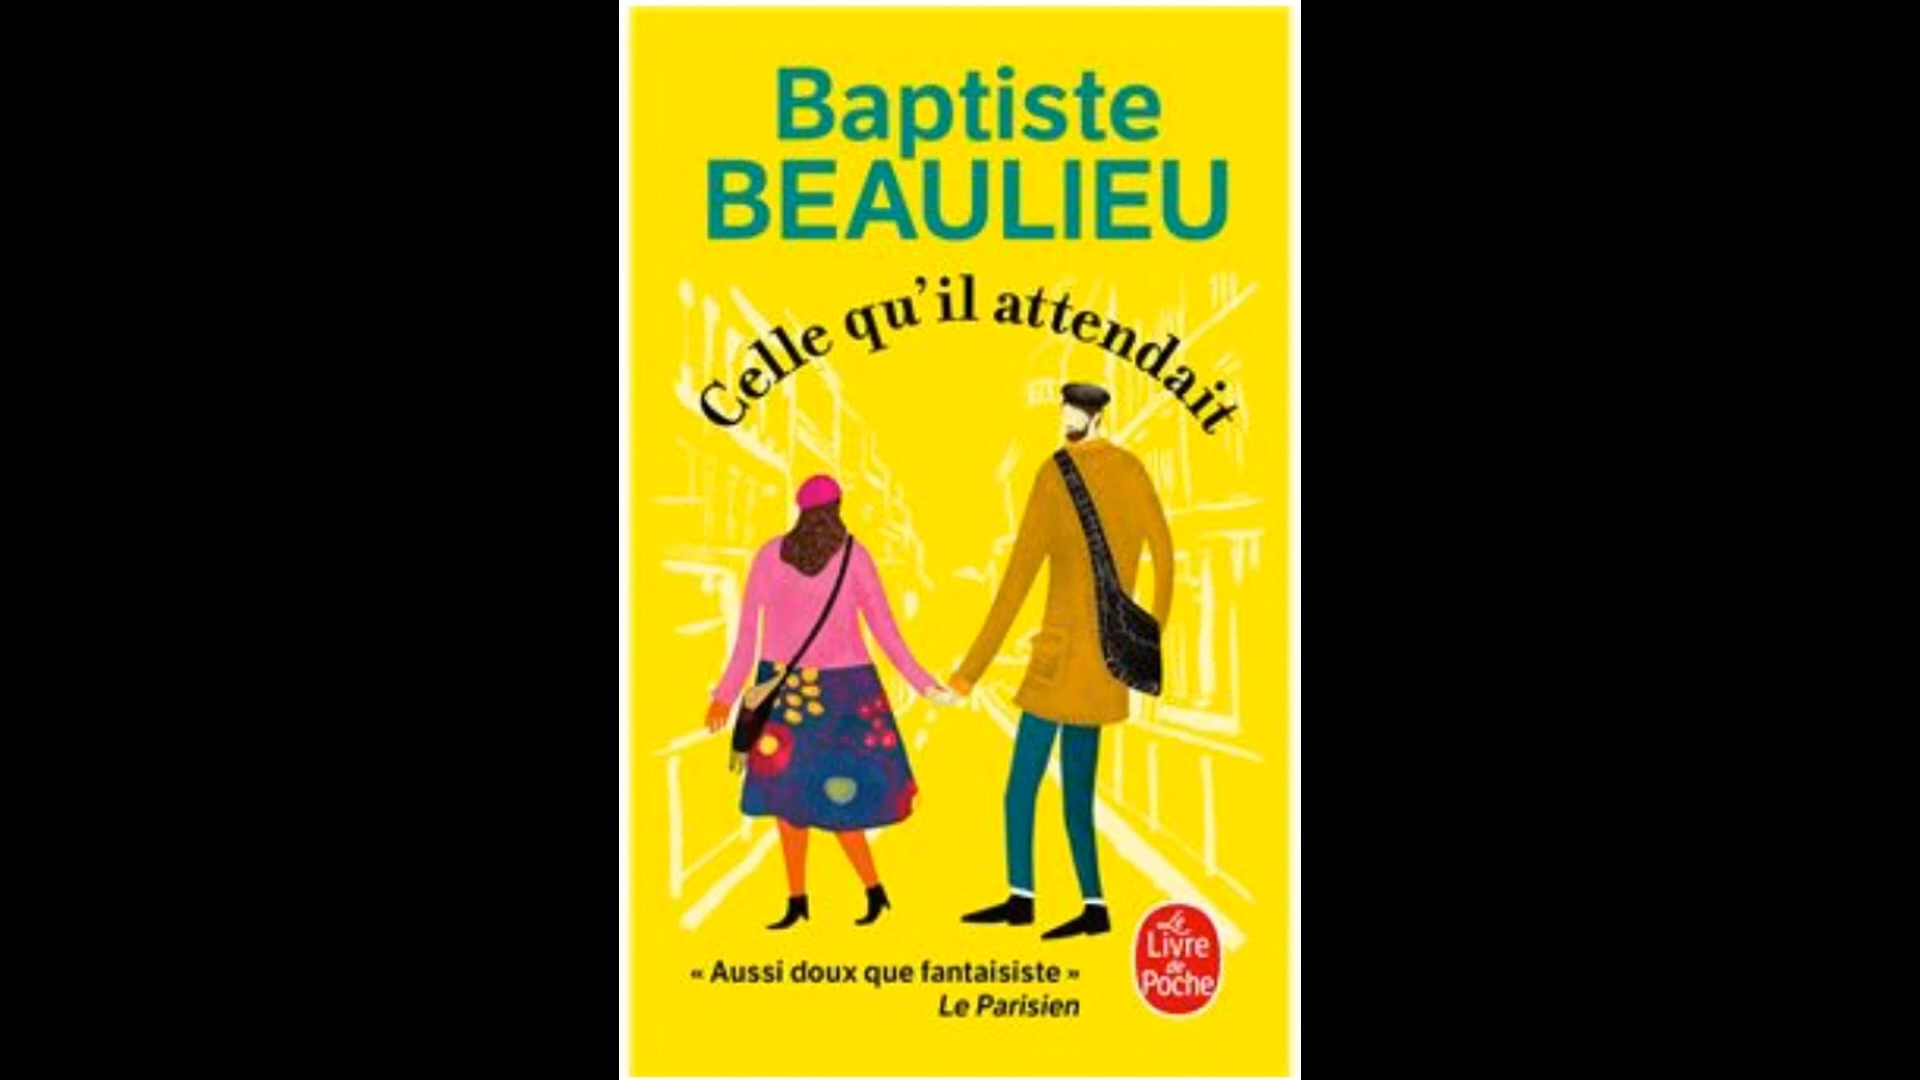 Baptiste
BEAULIEU
Celle qu’il attendait
« Aussi doux que fantaisiste »
Le Parisien
Le
Livre
de
Poche